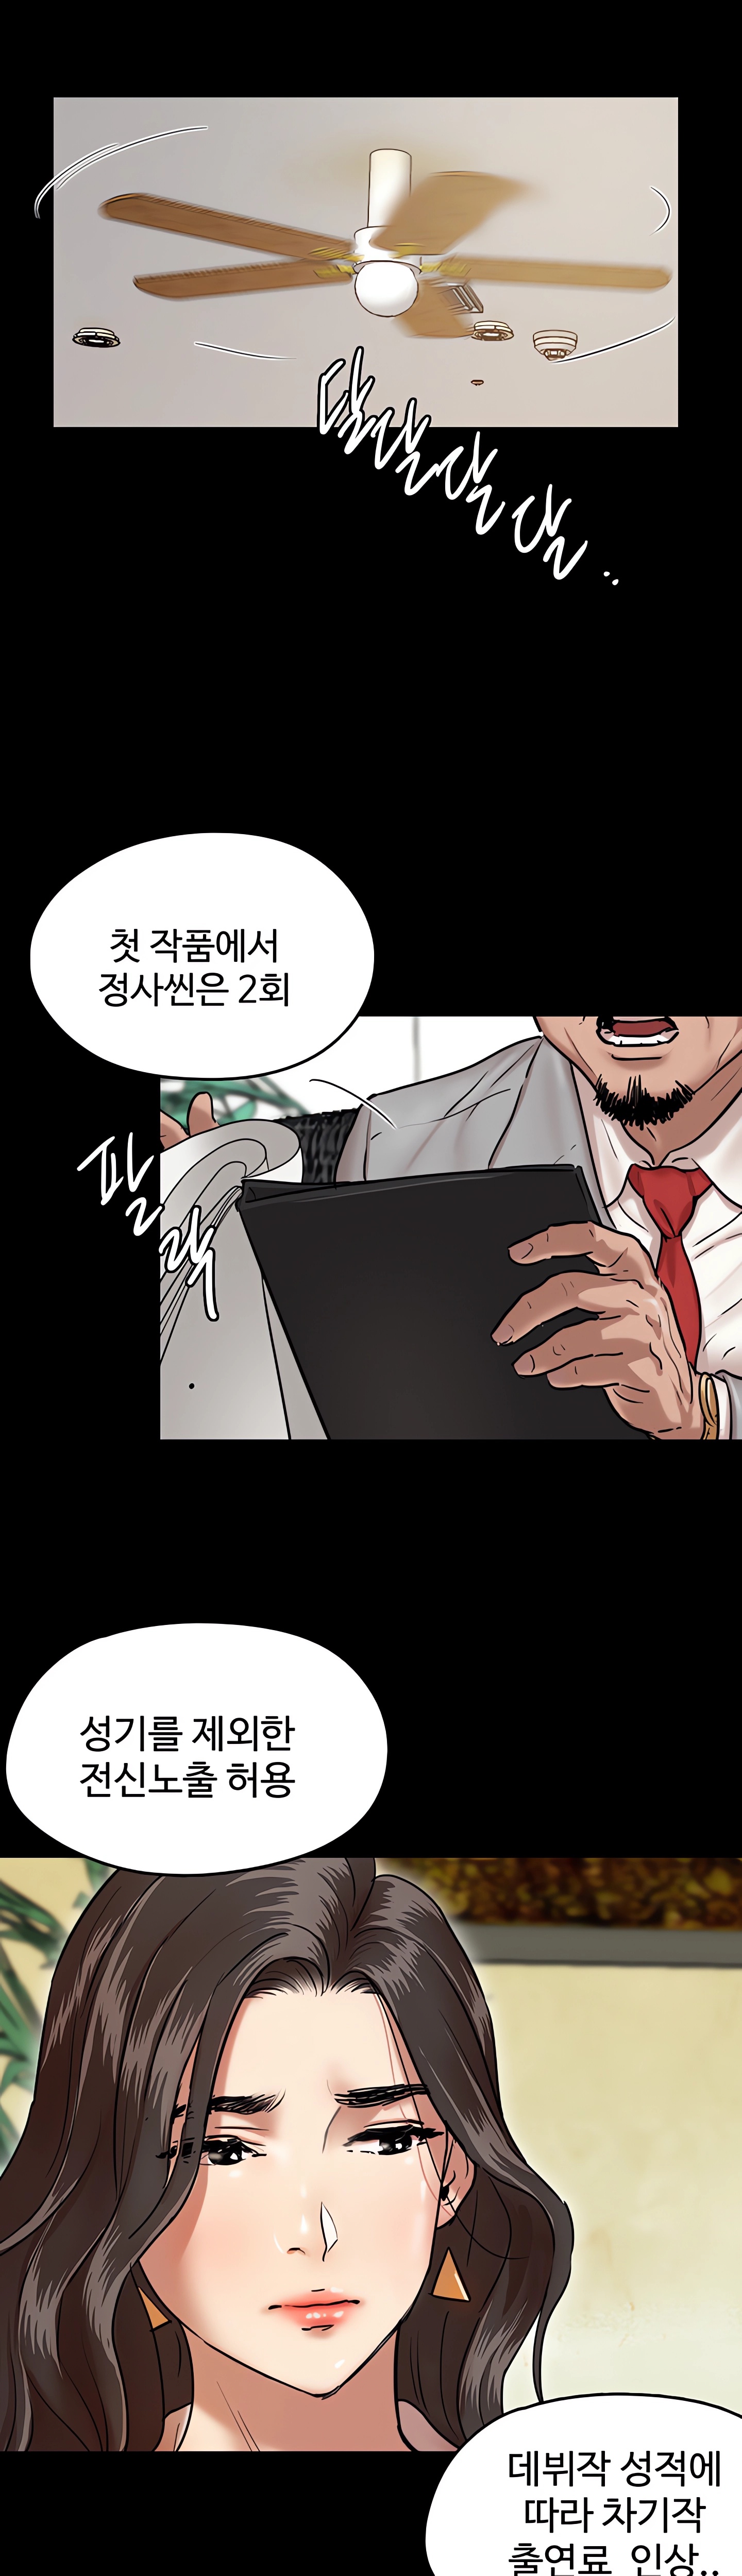 달달달달..
첫 작품에서
정사씬은 2회
팔락
성기를 제외한
전신노출 허용
데뷔작 성적에
따라 차기작
출연료 인상..